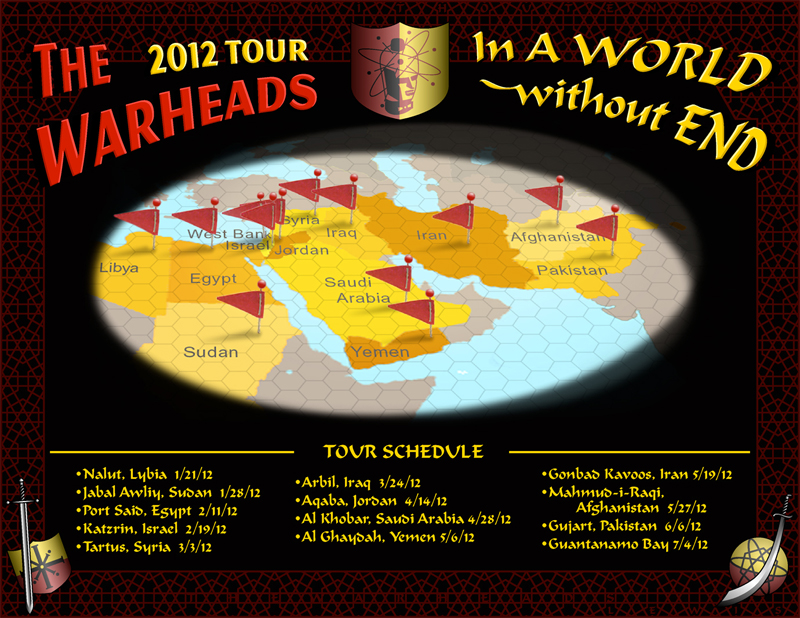 THE
WARHEADS
2012 TOUR
In A WORLD
without END
Syria
West Bank
Israel
Iraq
Iran
Afghanistan
Jordan
Libya
Egypt
Saudi
Arabia
Pakistan
Sudan
Yemen
TOUR SCHEDULE
•Nalut, Lybia 1/21/12
•Jabal Awliy, Sudan 1/28/12
•Port Said, Egypt 2/11/12
•Katzrin, Israel 2/19/12
•Tartus, Syria 3/3/12
•Arbil, Iraq 3/24/12
•Aqaba, Jordan 4/14/12
•Al Khobar, Saudi Arabia 4/28/12
•Al Ghaydah, Yemen 5/6/12
•Gonbad Kavoos, Iran 5/19/12
•Mahmud-i-Raqi,
Afghanistan 5/27/12
•Gujart, Pakistan 6/6/12
•Guantanamo Bay 7/4/12